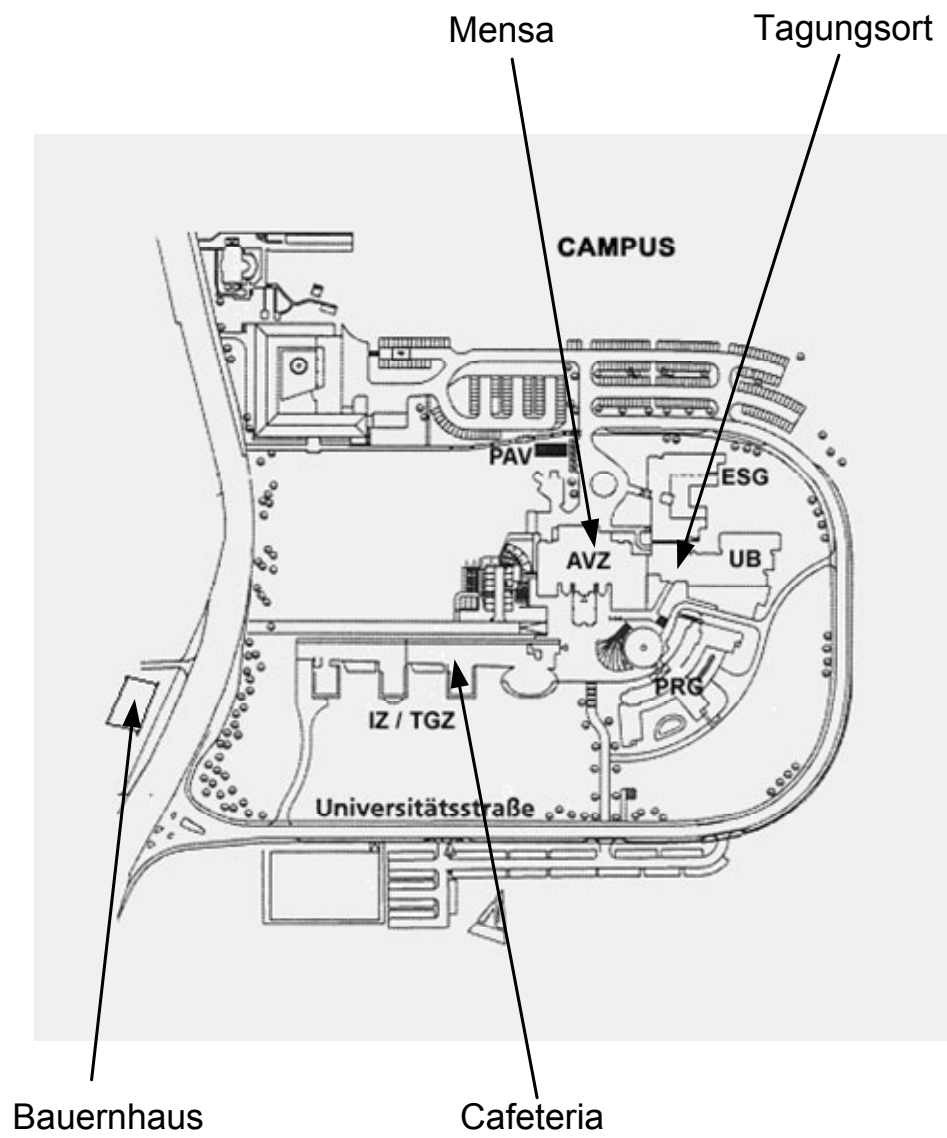 Mensa
Tagungsort
CAMPUS
PAV
ESG
AVZ
UB
PRG
IZ / TGZ
Universitätsstraße
Bauernhaus
Cafeteria